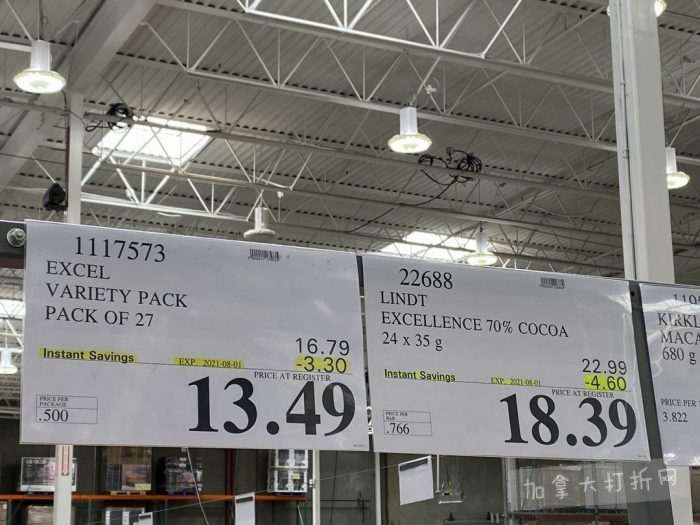 1117573
EXCEL
VARIETY PACK
PACK OF 27
16.79
Instant Savings EXP. 2021-08-01 -3.30
PRICE AT REGISTER
13.49
PRICE PER PACKAGE
.500
22688
LINDT
EXCELLENCE 70% COCOA
24 x 35 g
22.99
Instant Savings EXP. 2021-08-01 -4.60
PRICE AT REGISTER
18.39
PRICE PER BAR
.766
KIRKL
MACA
680 g
PRICE PER
3.822
加拿大打折网